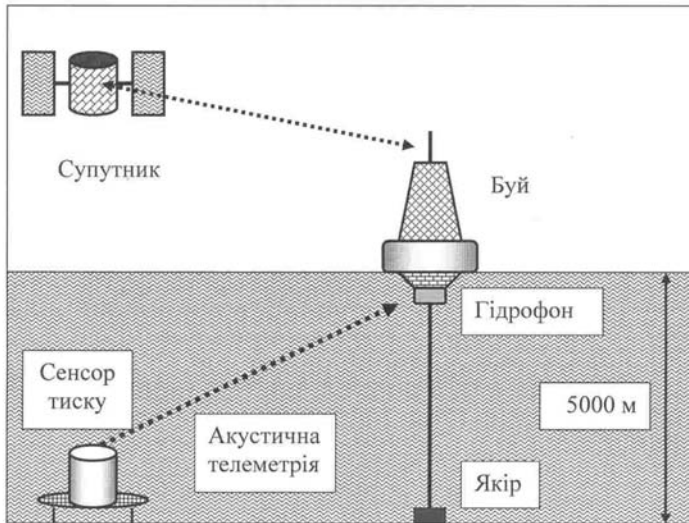 Супутник
Буй
Гідрофон
Сенсор
тиску
5000 м
Акустична
телеметрія
Якір